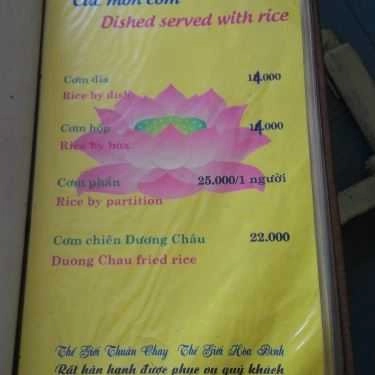 Các món cơm
Dished served with rice
Cơm dĩa 14.000
Rice by dish
Cơm hộp 14.000
Rice by box
Cơm phần 25.000/1 người
Rice by partition
Cơm chiên Dương Châu 22.000
Duong Chau fried rice
Thế Giới Thuần Chay Thế Giới Hòa Bình
Rất hân hạnh được phục vụ quý khách